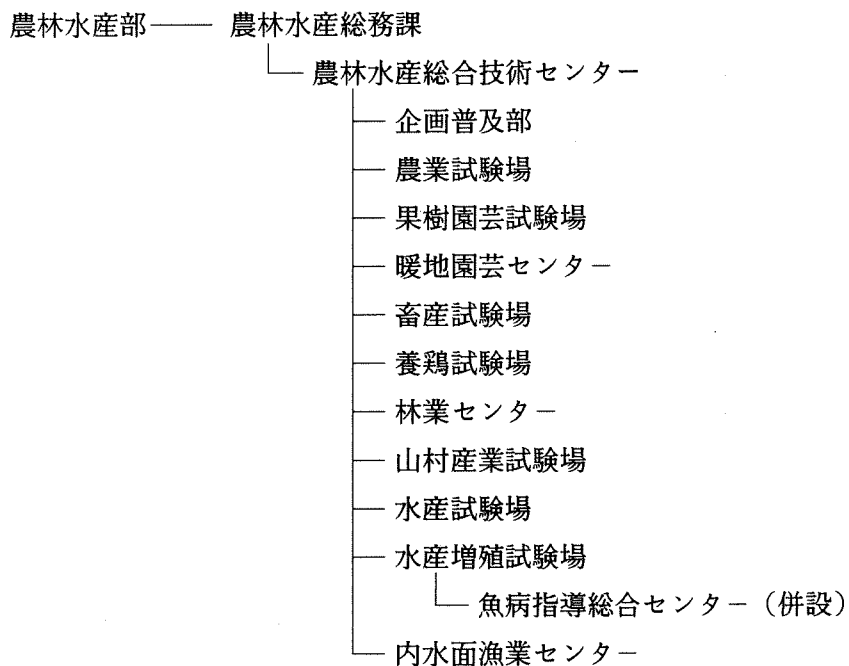 農林水産部 農林水産総務課
農林水産総合技術センター
企画普及部
農業試験場
果樹園芸試験場
暖地園芸センター
畜産試験場
養鶏試験場
林業センター
山村産業試験場
水産試験場
水産増殖試験場
魚病指導総合センター（併設）
内水面漁業センター